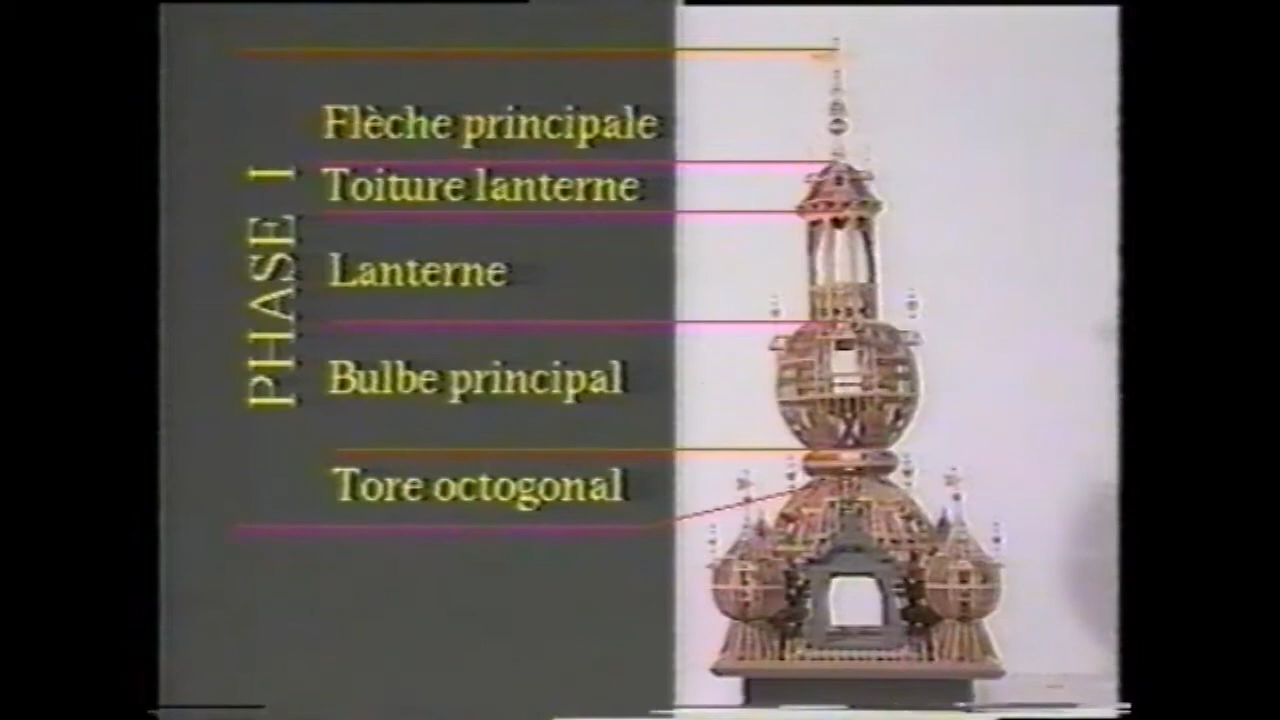 PHASE I
Flèche principale
Toiture lanterne
Lanterne
Bulbe principal
Tore octogonal